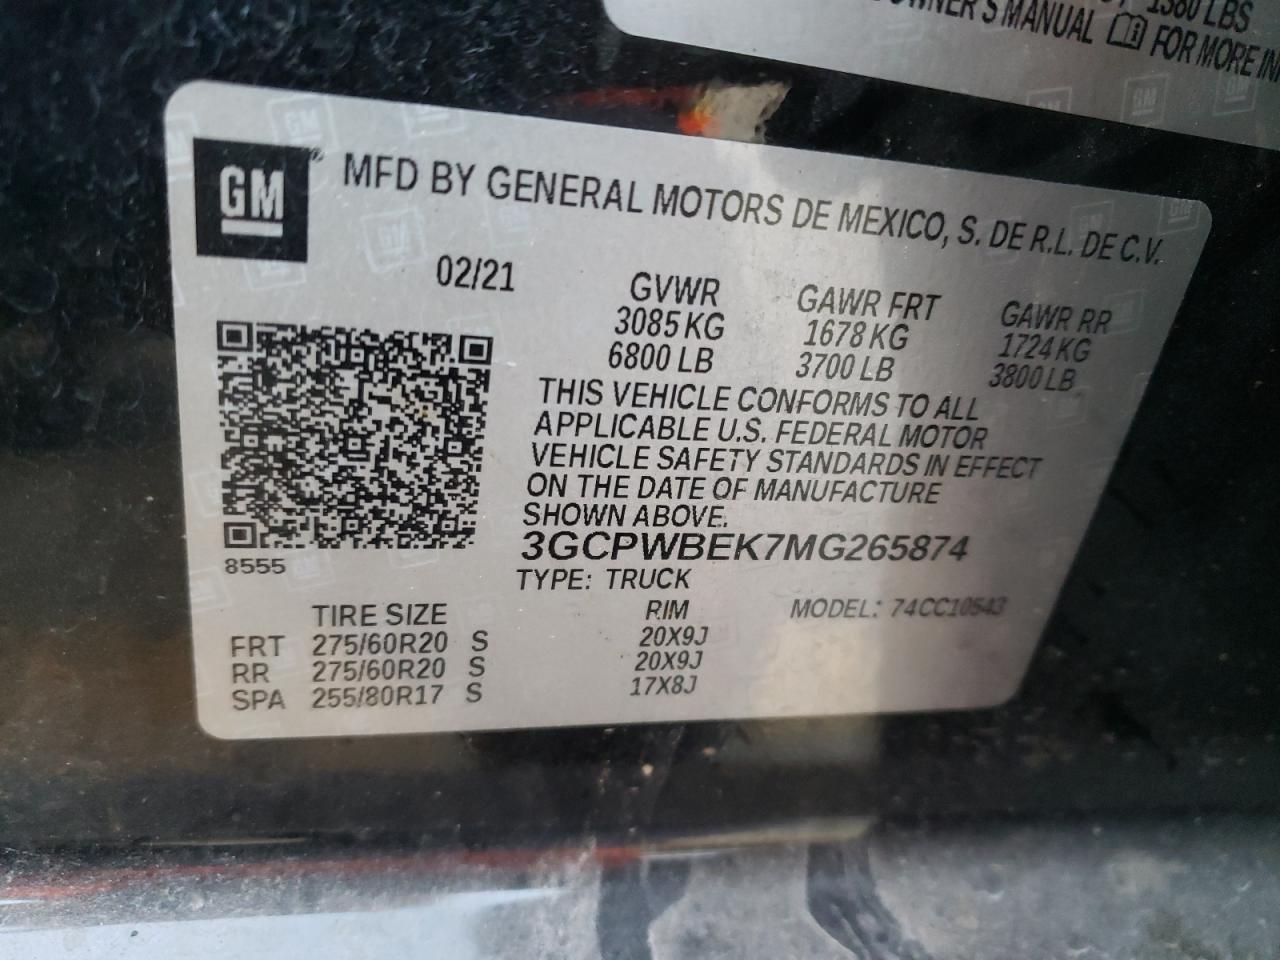 1380 LBS
OWNER'S MANUAL FOR MORE IN
GM® MFD BY GENERAL MOTORS DE MEXICO, S. DE R.L. DE C.V.
02/21 GVWR GAWR FRT GAWR RR
3085 KG 1678 KG 1724 KG
6800 LB 3700 LB 3800 LB
THIS VEHICLE CONFORMS TO ALL
APPLICABLE U.S. FEDERAL MOTOR
VEHICLE SAFETY STANDARDS IN EFFECT
ON THE DATE OF MANUFACTURE
SHOWN ABOVE.
3GCPWBEK7MG265874
8555 TYPE: TRUCK
TIRE SIZE RIM MODEL: 74CC10543
FRT 275/60R20 S 20X9J
RR 275/60R20 S 20X9J
SPA 255/80R17 S 17X8J